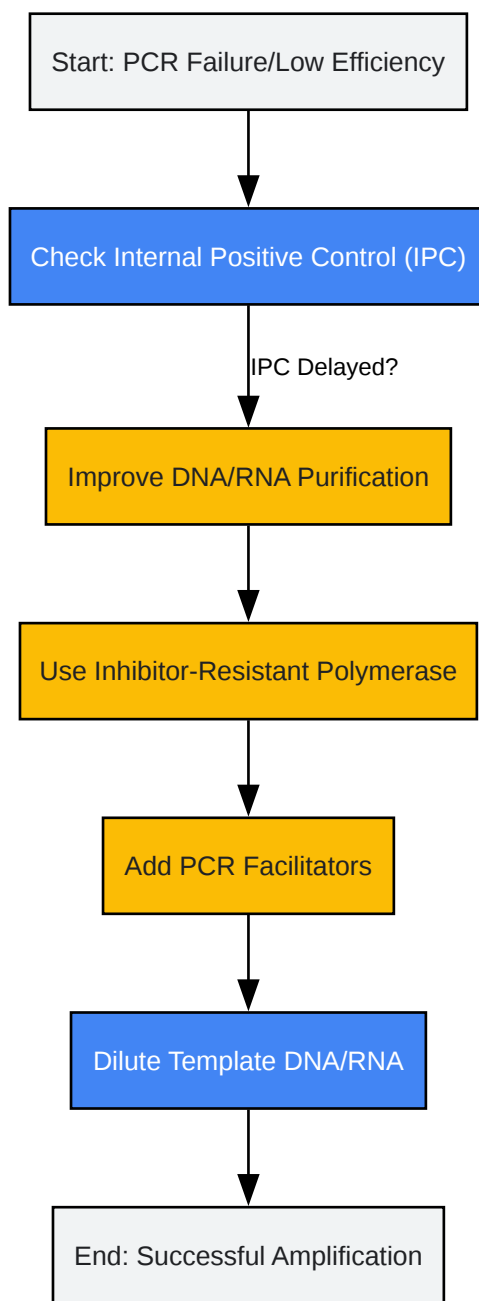 Start: PCR Failure/Low Efficiency
Check Internal Positive Control (IPC)
IPC Delayed?
Improve DNA/RNA Purification
Use Inhibitor-Resistant Polymerase
Add PCR Facilitators
Dilute Template DNA/RNA
End: Successful Amplification